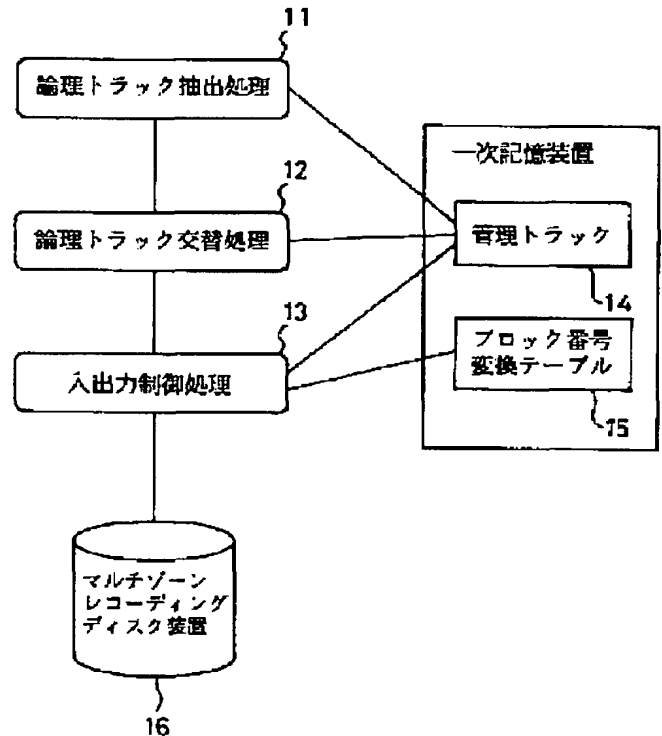 11
論理トラック抽出処理
一次記憶装置
12
論理トラック交替処理
管理トラック
14
13
入出力制御処理
ブロック番号
変換テーブル
15
マルチゾーン
レコーディング
ディスク装置
16